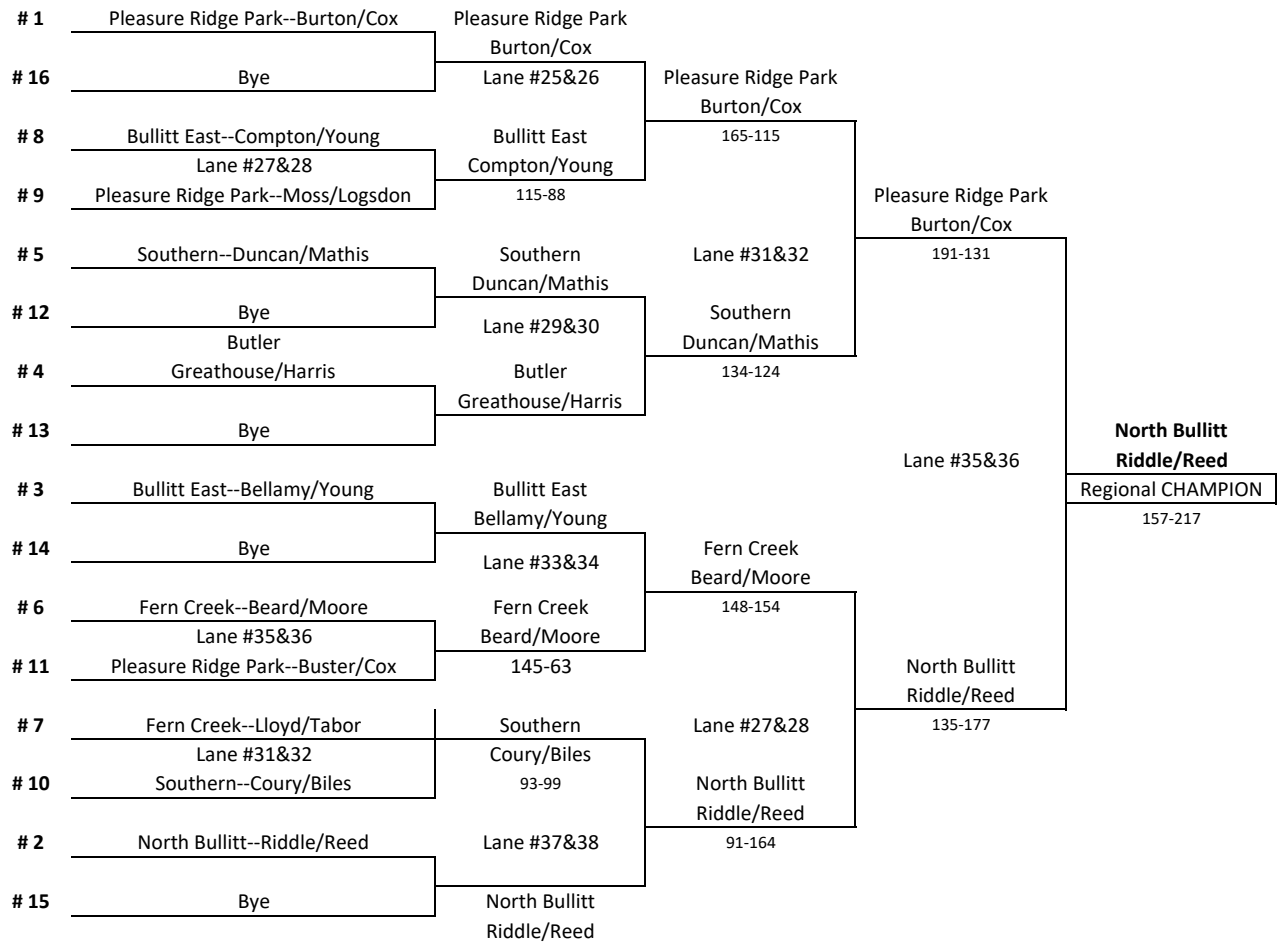 # 1 Pleasure Ridge Park--Burton/Cox Pleasure Ridge Park
Burton/Cox
# 16 Bye Lane #25&26 Pleasure Ridge Park
Burton/Cox
# 8 Bullitt East--Compton/Young Bullitt East 165-115
Lane #27&28 Compton/Young
# 9 Pleasure Ridge Park--Moss/Logsdon 115-88 Pleasure Ridge Park
Burton/Cox
# 5 Southern--Duncan/Mathis Southern Lane #31&32 191-131
Duncan/Mathis
# 12 Bye Lane #29&30 Southern
Butler Duncan/Mathis
# 4 Greathouse/Harris Butler 134-124
Greathouse/Harris
# 13 Bye North Bullitt
Lane #35&36 Riddle/Reed
# 3 Bullitt East--Bellamy/Young Bullitt East Regional CHAMPION
Bellamy/Young 157-217
# 14 Bye Lane #33&34 Fern Creek
Beard/Moore
# 6 Fern Creek--Beard/Moore Fern Creek 148-154
Lane #35&36 Beard/Moore
# 11 Pleasure Ridge Park--Buster/Cox 145-63 North Bullitt
Riddle/Reed
# 7 Fern Creek--Lloyd/Tabor Southern Lane #27&28 135-177
Lane #31&32 Coury/Biles
# 10 Southern--Coury/Biles 93-99 North Bullitt
Riddle/Reed
# 2 North Bullitt--Riddle/Reed Lane #37&38 91-164
# 15 Bye North Bullitt
Riddle/Reed